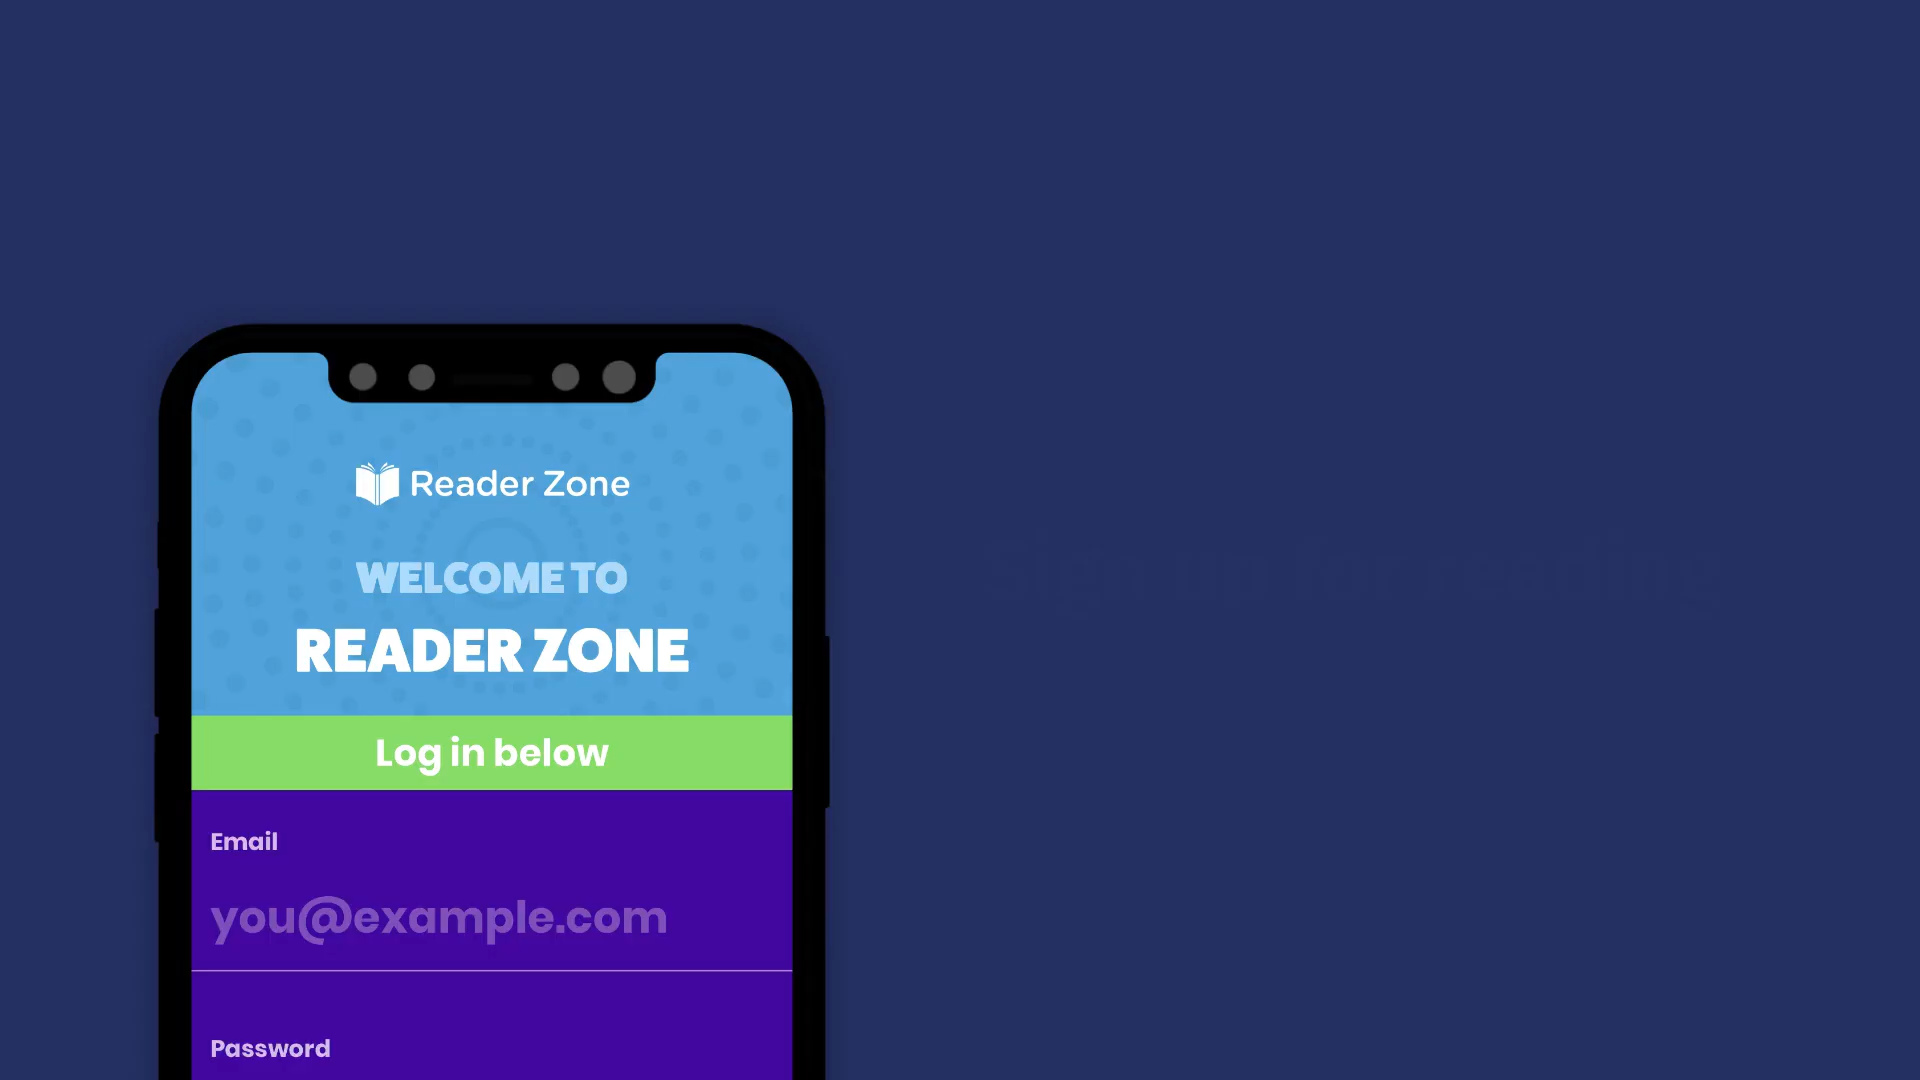 Reader Zone
WELCOME TO
READER ZONE
Log in below
Email
you@example.com
Password